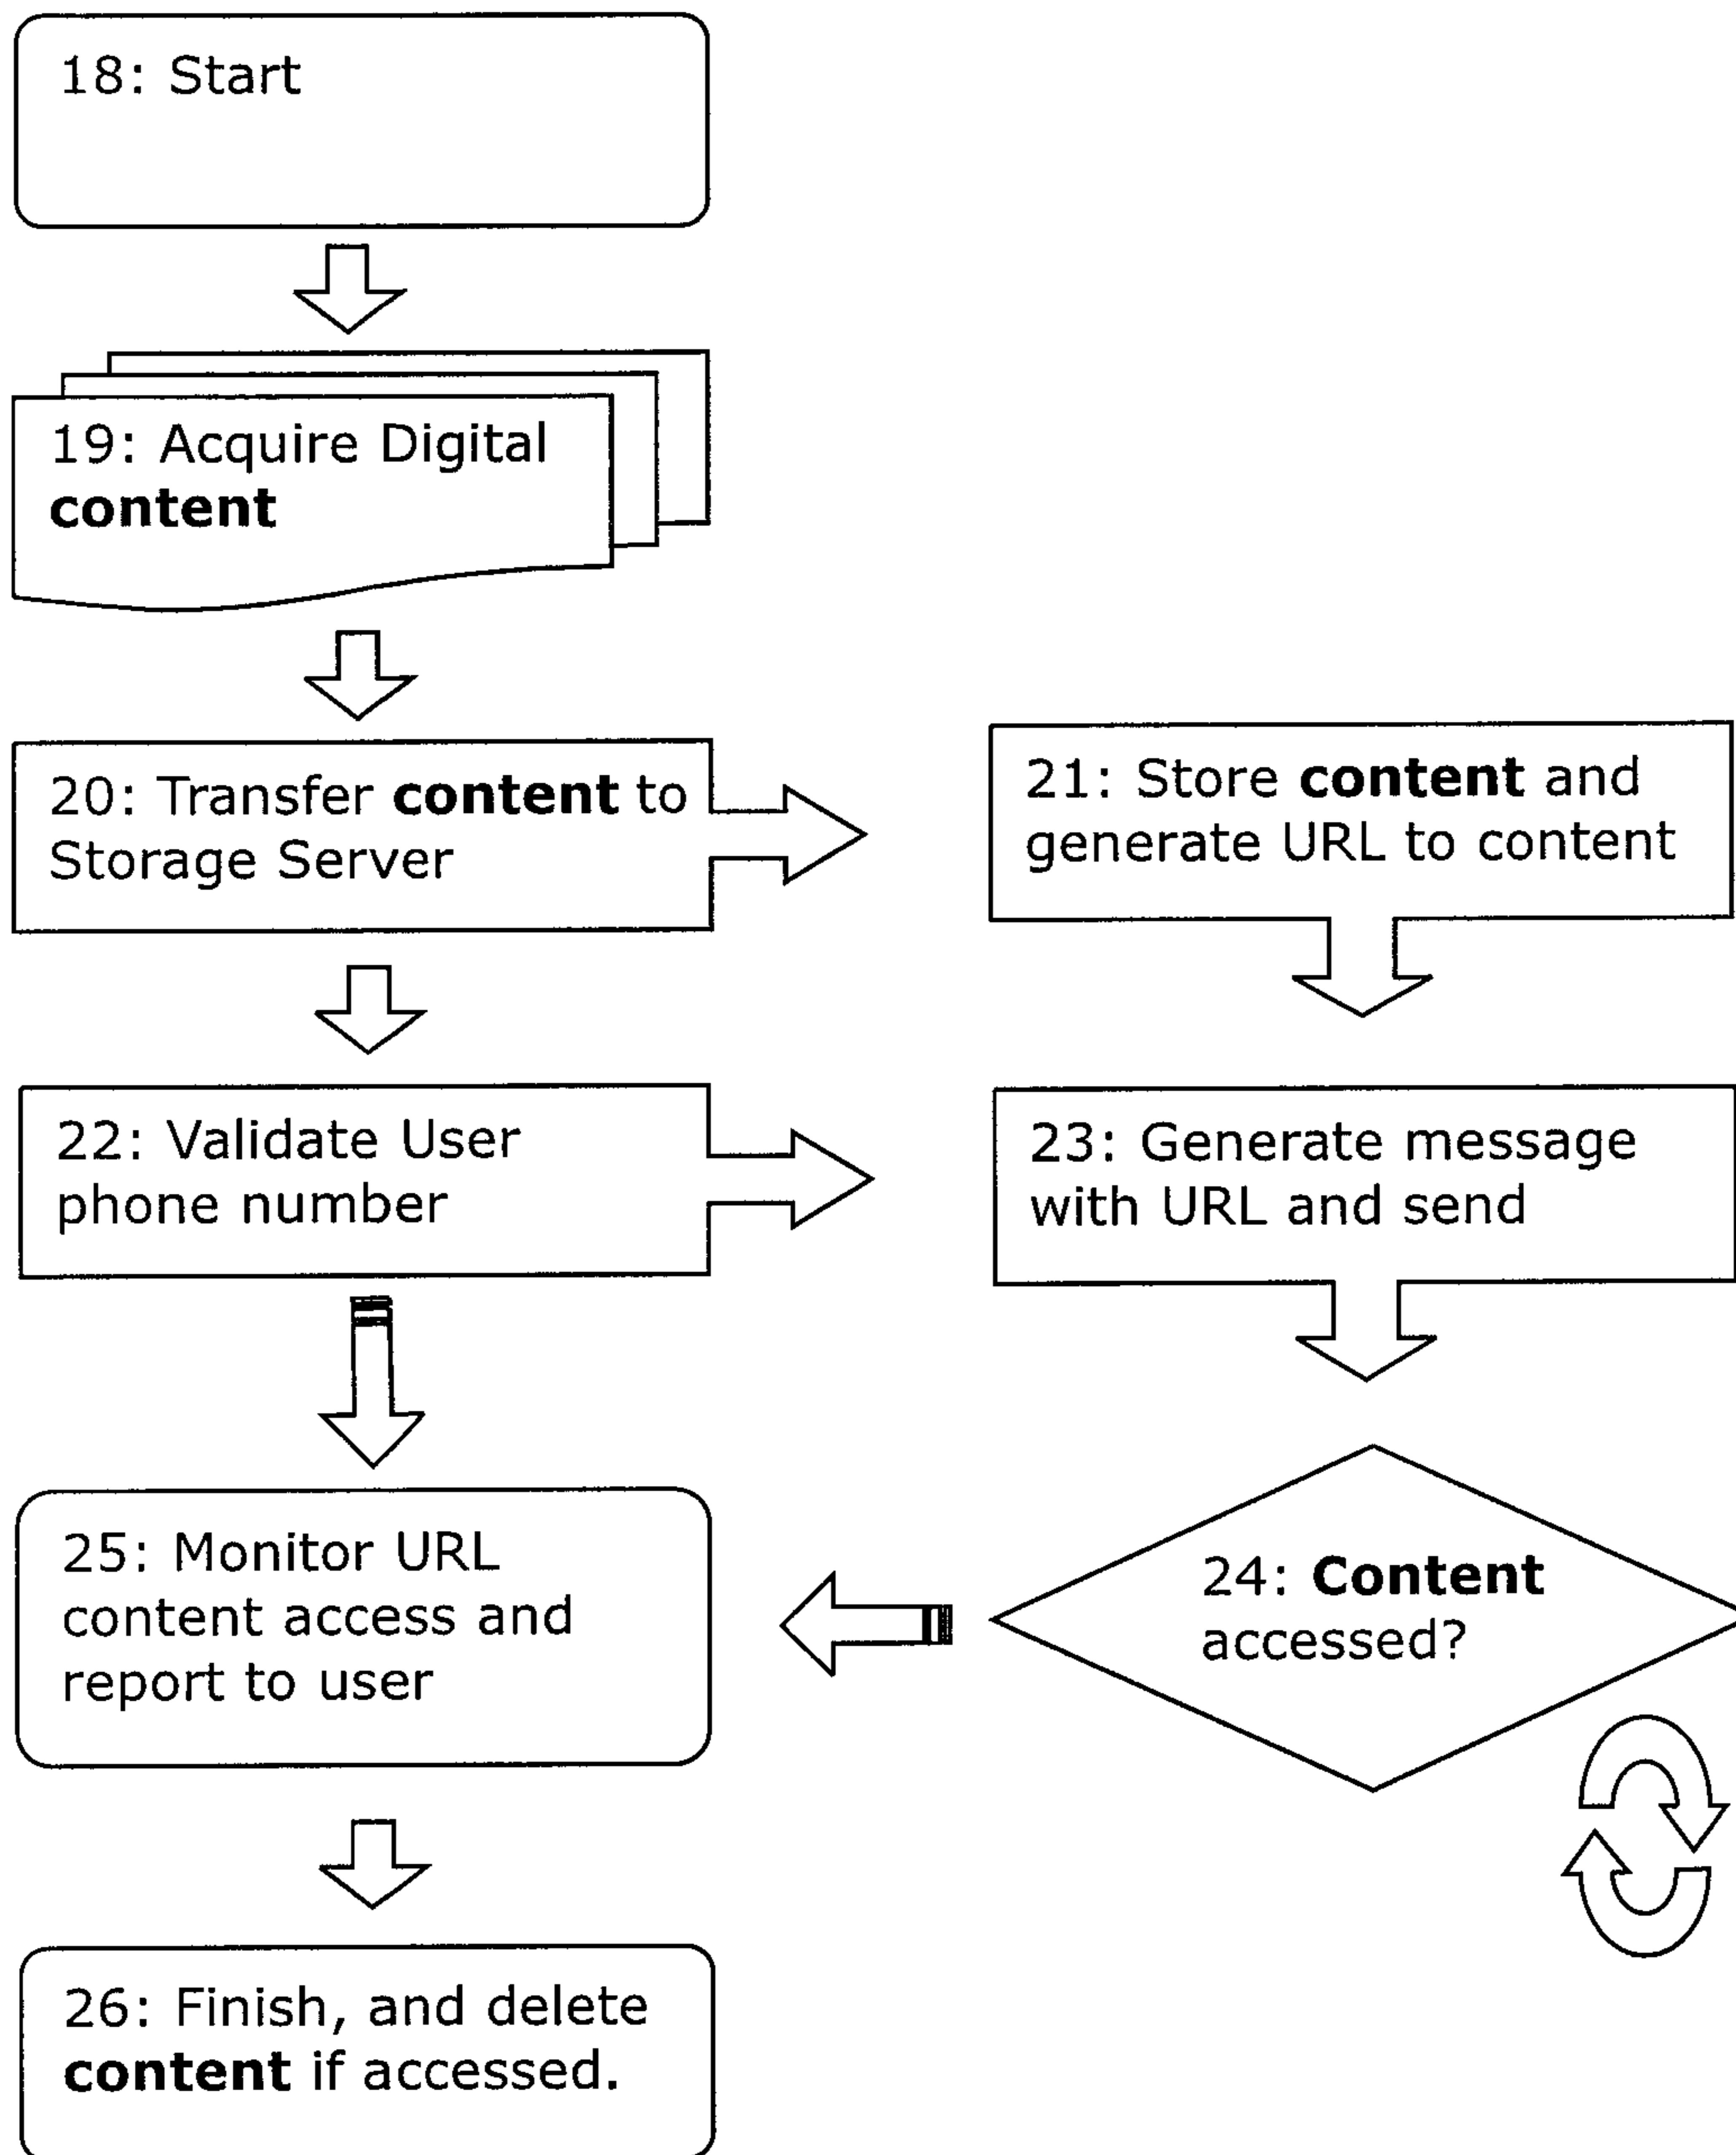 18: Start
19: Acquire Digital
content
20: Transfer content to
Storage Server
21: Store content and
generate URL to content
22: Validate User
phone number
23: Generate message
with URL and send
24: Content
accessed?
25: Monitor URL
content access and
report to user
26: Finish, and delete
content if accessed.